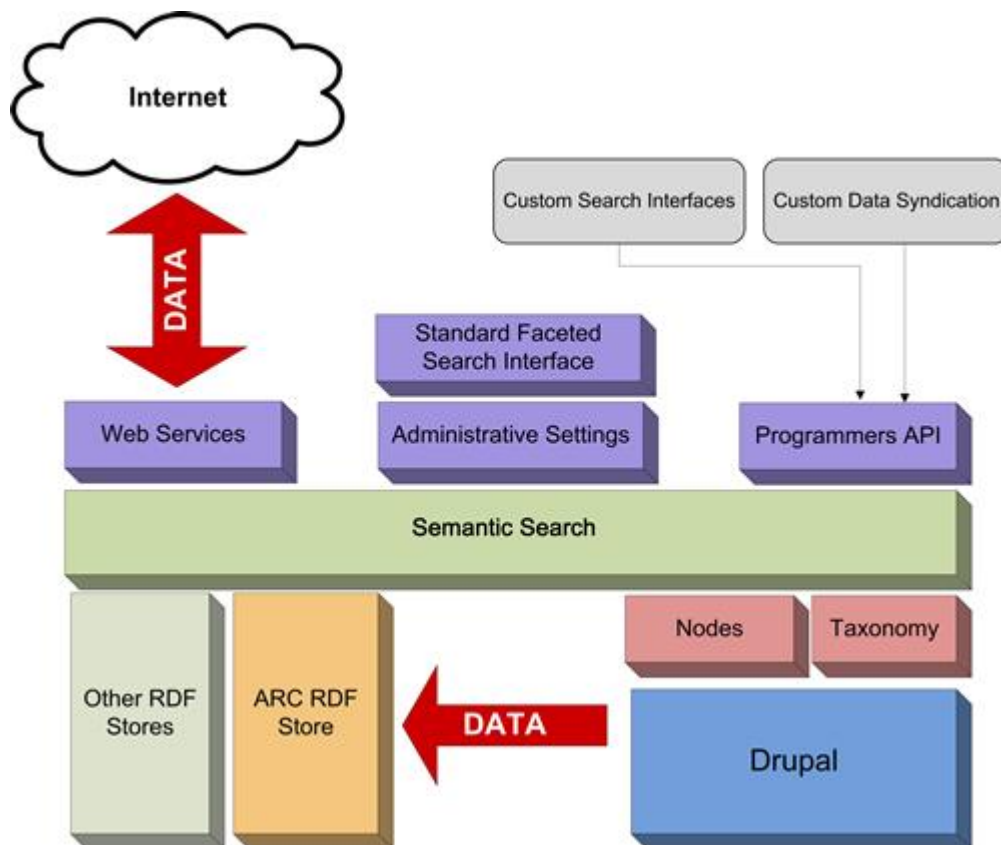 Internet
DATA
Custom Search Interfaces
Custom Data Syndication
Standard Faceted
Search Interface
Web Services
Administrative Settings
Programmers API
Semantic Search
Other RDF
Stores
ARC RDF
Store
DATA
Nodes
Taxonomy
Drupal